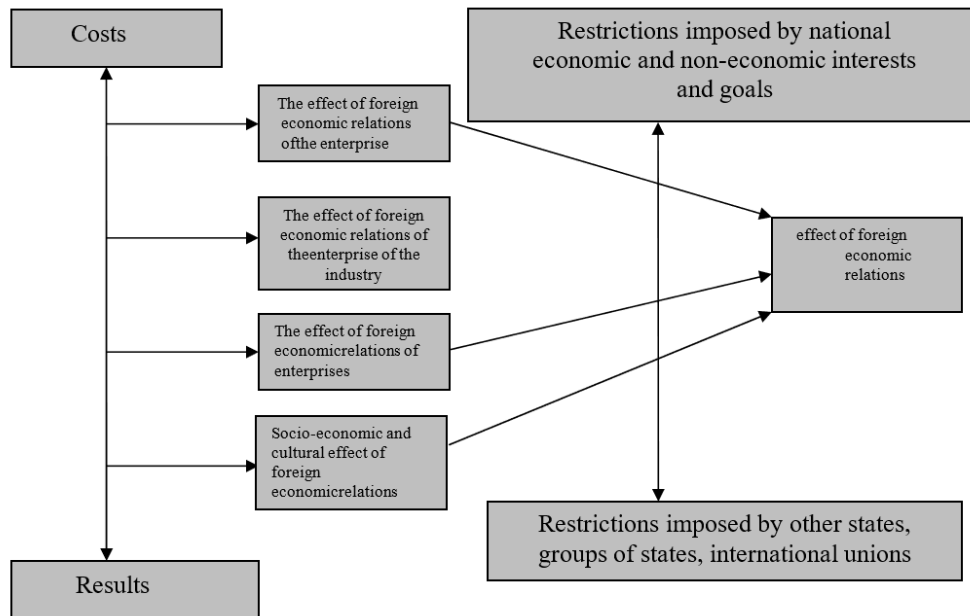 Costs
Restrictions imposed by national
economic and non-economic interests
and goals
The effect of foreign
economic relations
ofthe enterprise
The effect of foreign
economic relations of
theenterprise of the
industry
effect of foreign
economic
relations
The effect of foreign
economicrelations of
enterprises
Socio-economic and
cultural effect of
foreign
economicrelations
Restrictions imposed by other states,
groups of states, international unions
Results